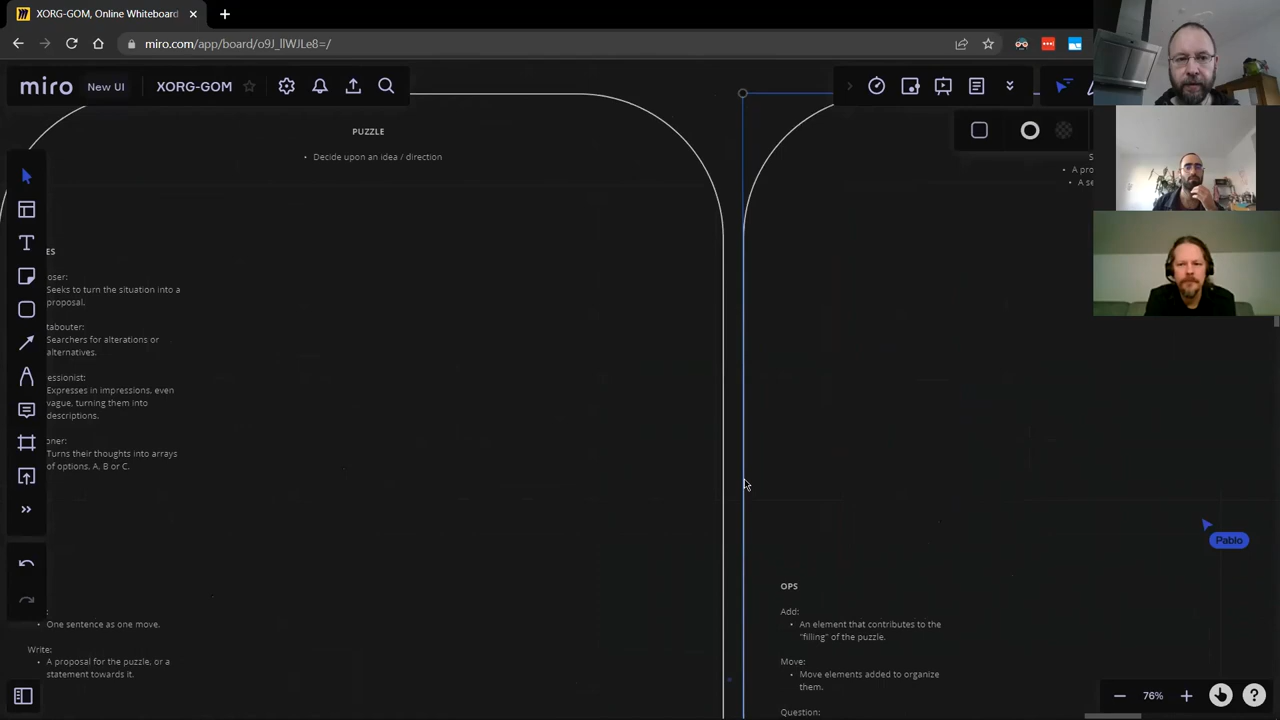 XORG-GOM, Online Whiteboard
miro.com/app/board/o9J_llWJLe8=/
miro
New UI
XORG-GOM
PUZZLE
• Decide upon an idea / direction
S
• A pro
• A se
ES
oser:
Seeks to turn the situation into a
proposal.
tabouter:
Searchers for alterations or
alternatives.
essionist:
Expresses in impressions, even
vague, turning them into
descriptions.
oner:
Turns their thoughts into arrays
of options, A, B or C.
:
• One sentence as one move.
Write:
• A proposal for the puzzle, or a
statement towards it.
OPS
Add:
• An element that contributes to the
"filling" of the puzzle.
Move:
• Move elements added to organize
them.
Question:
Pablo
76%